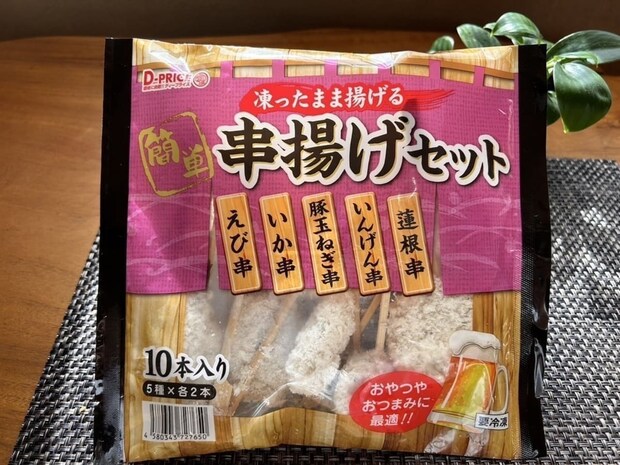 D-PRICE
凍ったまま揚げる
簡単
串揚げセット
えび串
いか串
豚玉ねぎ串
いんげん串
蓮根串
10本入り
5種×各2本
おやつや
おつまみに
最適!!
要冷凍
4580343727650